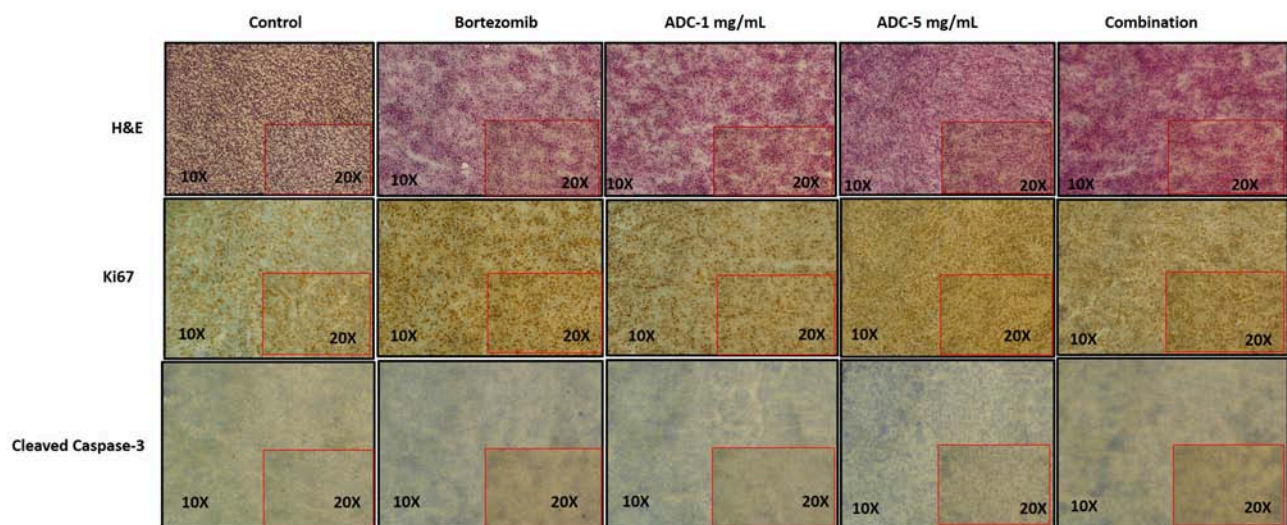 Control Bortezomib ADC-1 mg/mL ADC-5 mg/mL Combination
H&E
10X 20X 10X 20X 10X 20X 10X 20X 10X 20X
Ki67
10X 20X 10X 20X 10X 20X 10X 20X 10X 20X
Cleaved Caspase-3
10X 20X 10X 20X 10X 20X 10X 20X 10X 20X